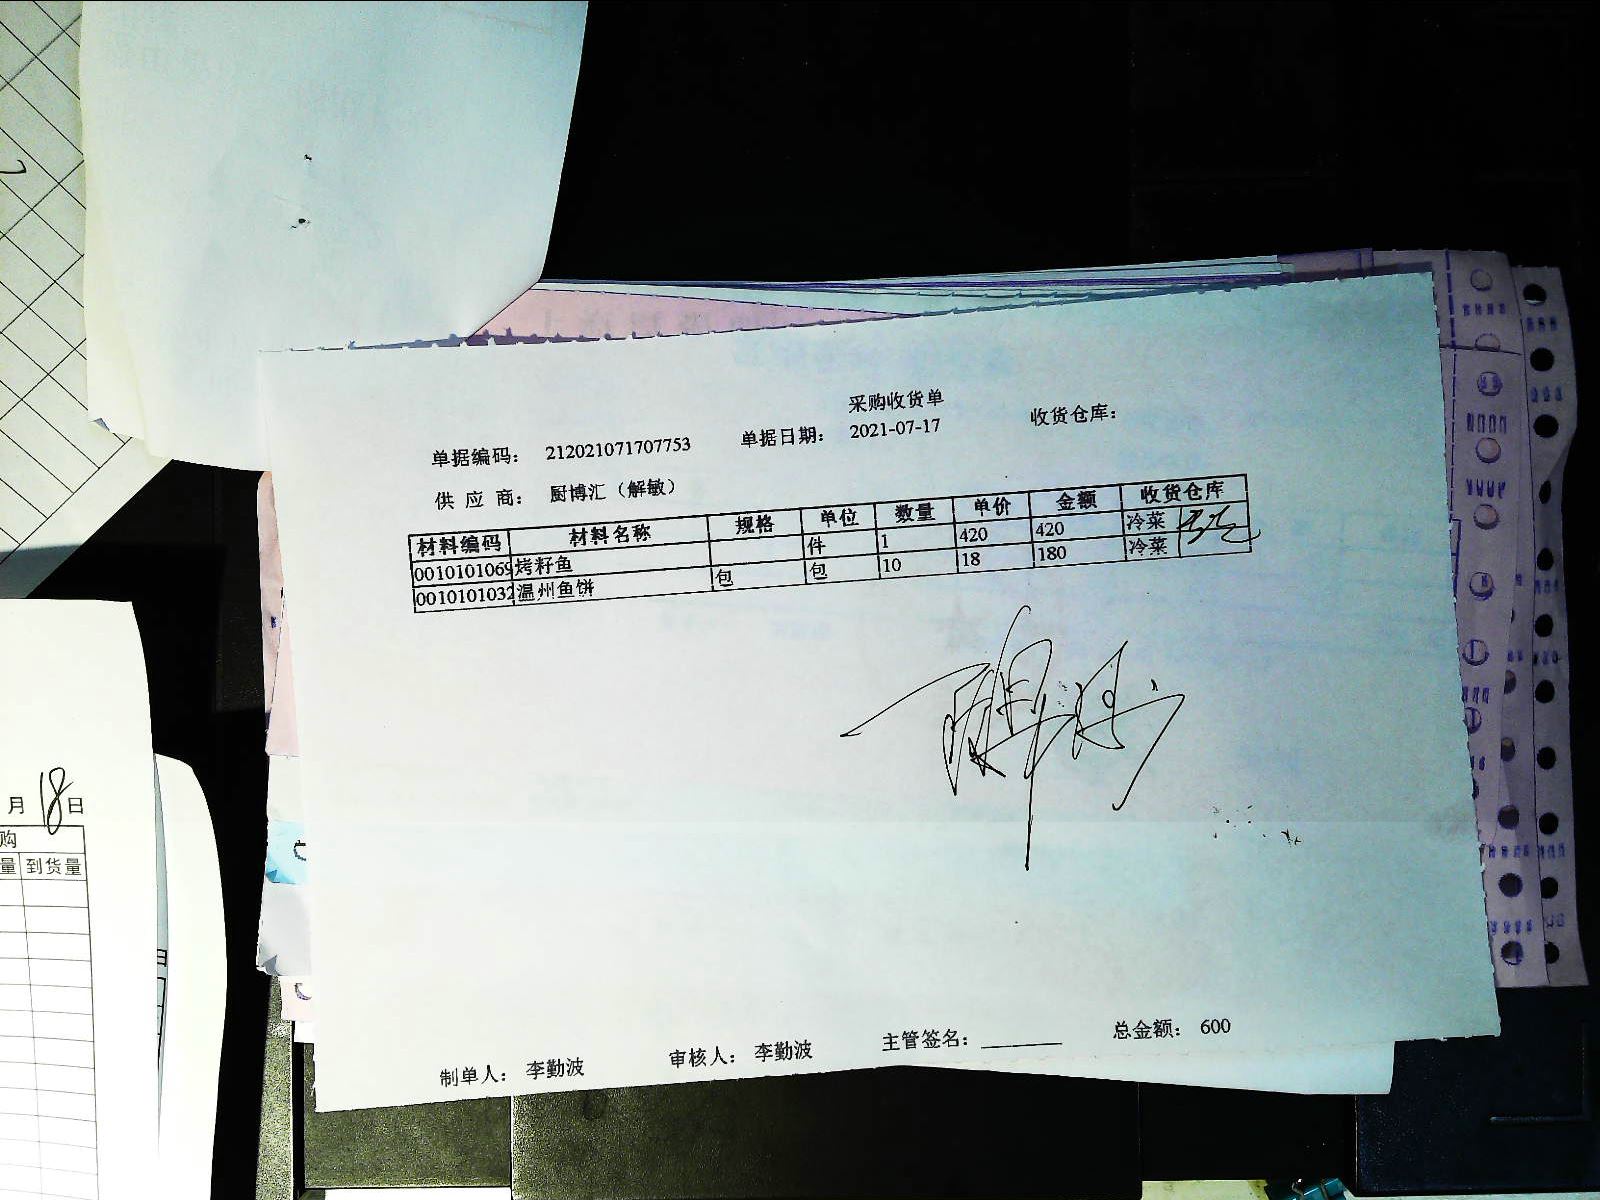 采购收货单
单据编码： 212021071707753 单据日期： 2021-07-17 收货仓库：
供 应 商： 厨博汇（解敏）
材料编码 材料名称 规格 单位 数量 单价 金额 收货仓库
0010101069 烤籽鱼 件 1 420 420 冷菜
0010101032 温州鱼饼 包 包 10 18 180 冷菜
制单人： 李勤波 审核人： 李勤波 主管签名： 总金额： 600
月 18 日
购
量 到货量